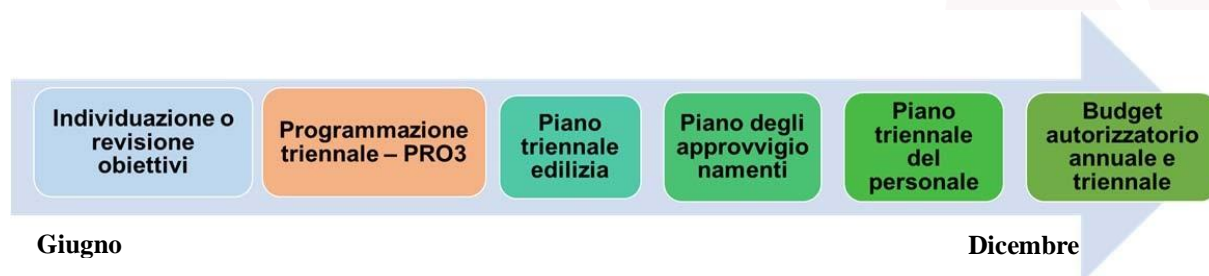 Individuazione o
revisione
obiettivi
Programmazione
triennale – PRO3
Piano
triennale
edilizia
Piano degli
approvvigio
namenti
Piano
triennale
del
personale
Budget
autorizzatorio
annuale e
triennale
Giugno
Dicembre